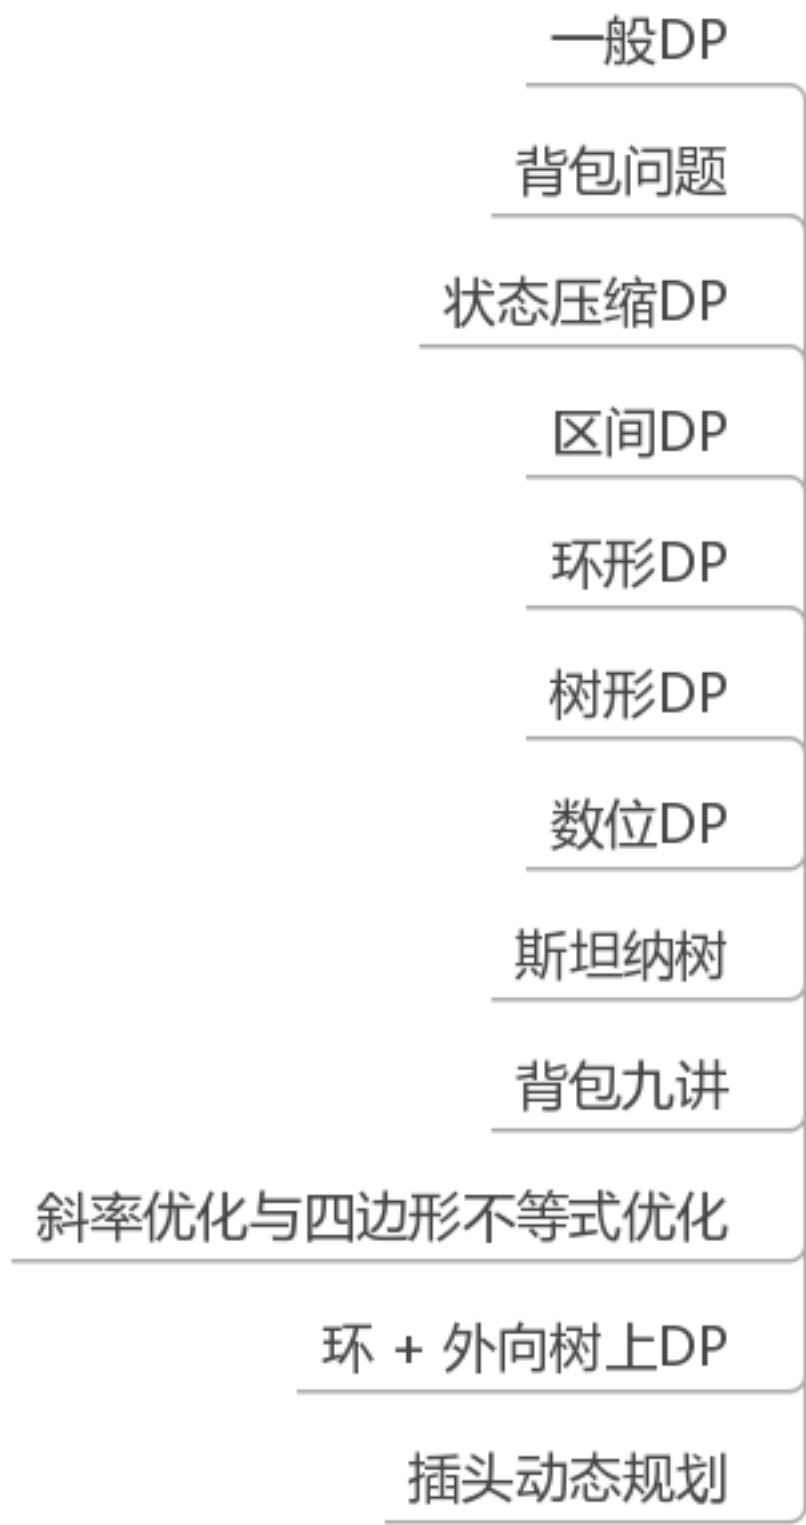 一般DP
背包问题
状态压缩DP
区间DP
环形DP
树形DP
数位DP
斯坦纳树
背包九讲
斜率优化与四边形不等式优化
环 + 外向树上DP
插头动态规划